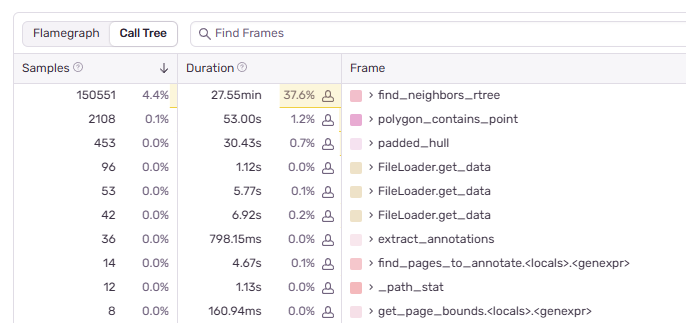 Flamegraph Call Tree Find Frames
Samples Duration Frame
150551 4.4% 27.55min 37.6% find_neighbors_rtree
2108 0.1% 53.00s 1.2% polygon_contains_point
453 0.0% 30.43s 0.7% padded_hull
96 0.0% 1.12s 0.0% FileLoader.get_data
53 0.0% 5.77s 0.1% FileLoader.get_data
42 0.0% 6.92s 0.2% FileLoader.get_data
36 0.0% 798.15ms 0.0% extract_annotations
14 0.0% 4.67s 0.1% find_pages_to_annotate.<locals>.<genexpr>
12 0.0% 1.13s 0.0% _path_stat
8 0.0% 160.94ms 0.0% get_page_bounds.<locals>.<genexpr>